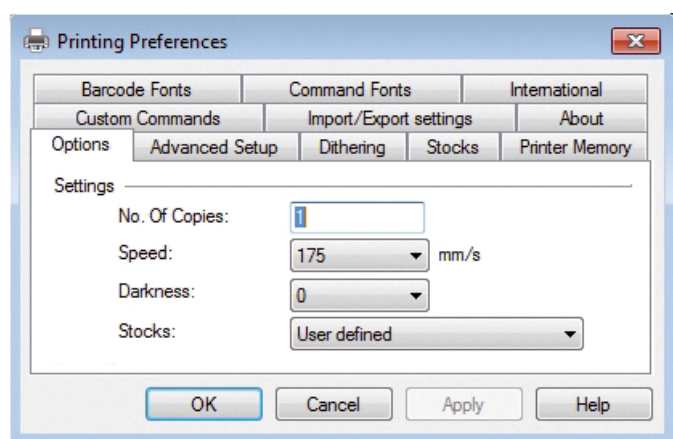 Printing Preferences
Barcode Fonts Command Fonts International
Custom Commands Import/Export settings About
Options Advanced Setup Dithering Stocks Printer Memory
Settings
No. Of Copies: 1
Speed: 175 mm/s
Darkness: 0
Stocks: User defined
OK Cancel Apply Help